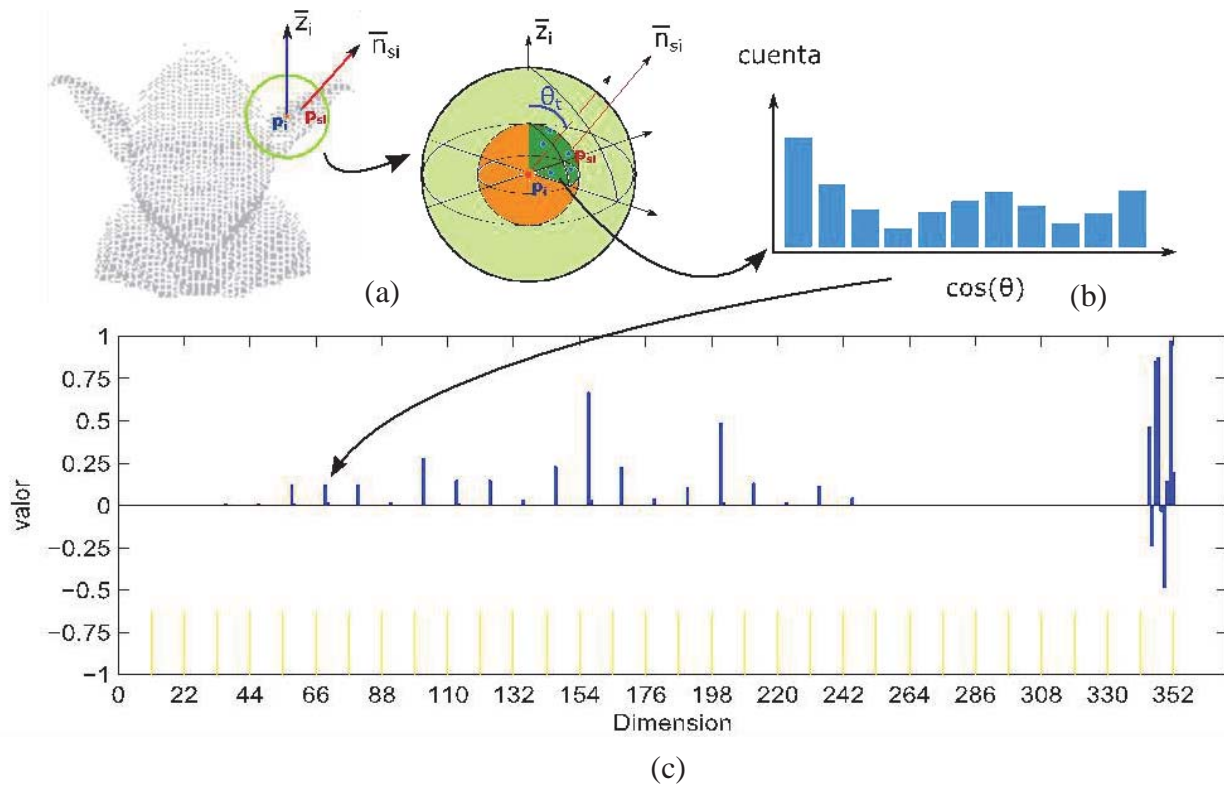 z̅ᵢ
n̅ₛᵢ
pᵢ
pₛᵢ
(a)
z̅ᵢ
n̅ₛᵢ
θₜ
pₛᵢ
pᵢ
cuenta
cos(θ)
(b)
1
0.75
0.5
0.25
0
−0.25
−0.5
−0.75
−1
valor
0 22 44 66 88 110 132 154 176 198 220 242 264 286 308 330 352
Dimension
(c)